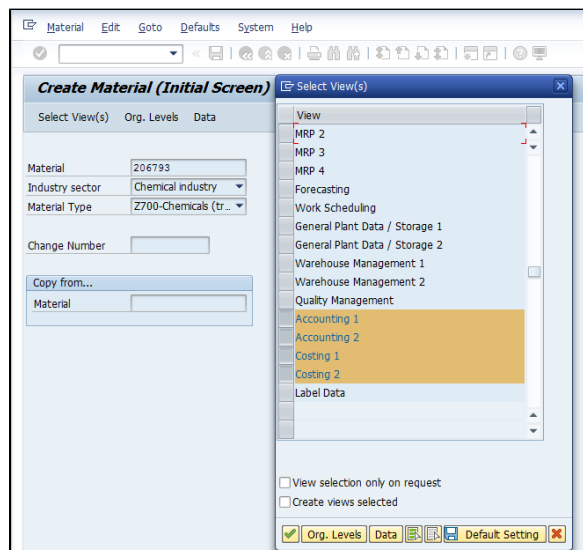 Material Edit Goto Defaults System Help
Create Material (Initial Screen)
Select View(s) Org. Levels Data
Material 206793
Industry sector Chemical industry
Material Type Z700-Chemicals (tr...
Change Number
Copy from...
Material
Select View(s)
View
MRP 2
MRP 3
MRP 4
Forecasting
Work Scheduling
General Plant Data / Storage 1
General Plant Data / Storage 2
Warehouse Management 1
Warehouse Management 2
Quality Management
Accounting 1
Accounting 2
Costing 1
Costing 2
Label Data
View selection only on request
Create views selected
Org. Levels Data Default Setting